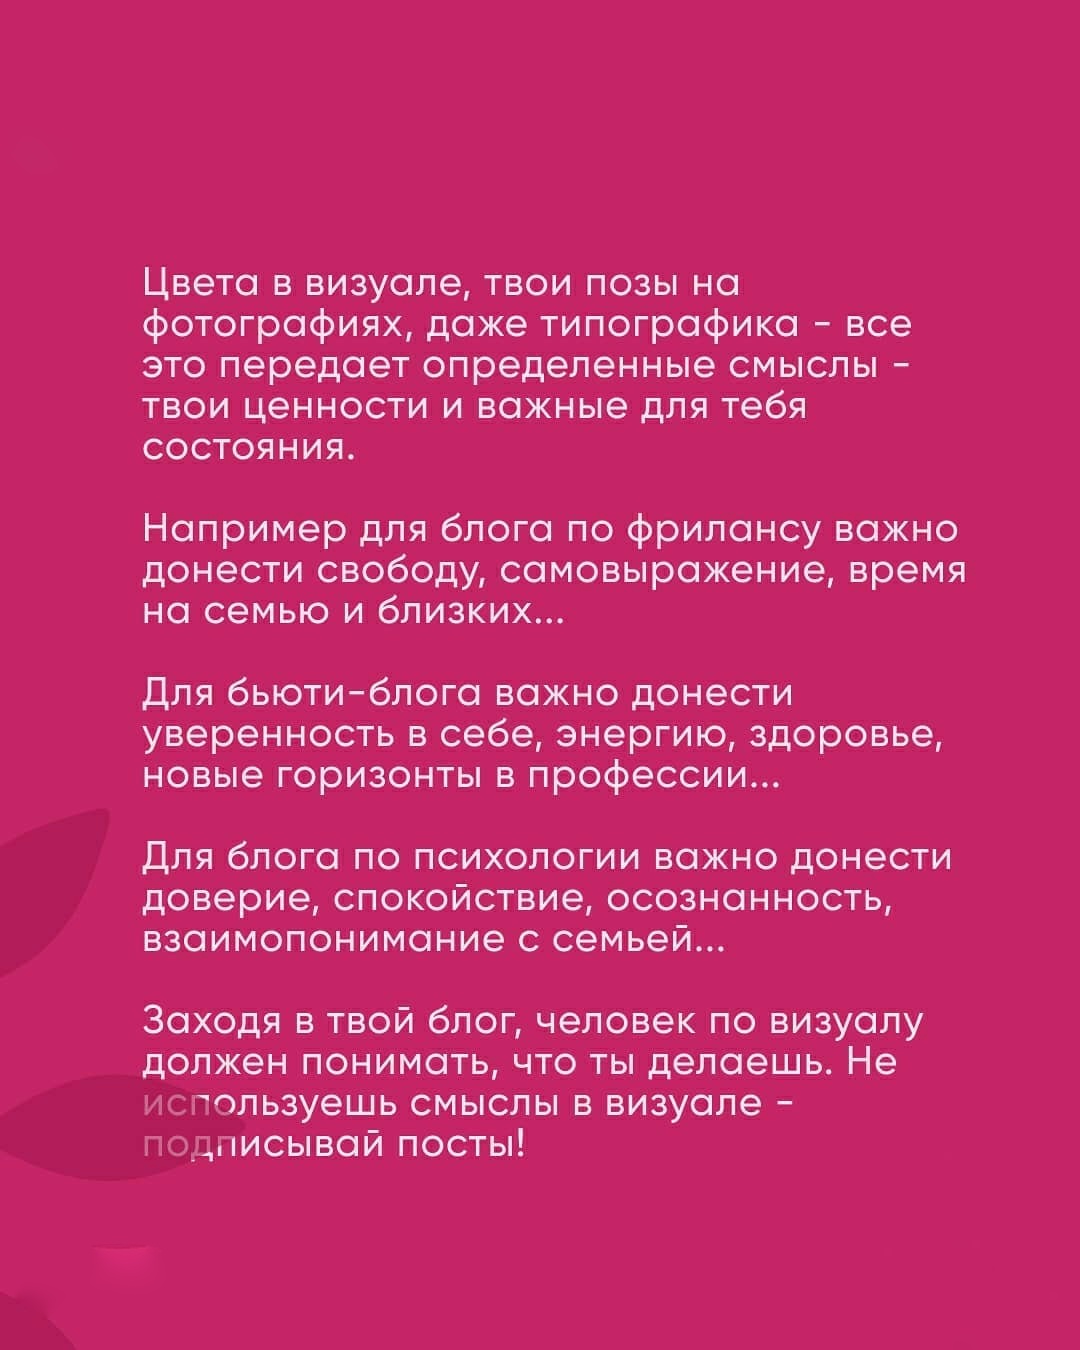 Цвета в визуале, твои позы на
фотографиях, даже типографика - все
это передает определенные смыслы -
твои ценности и важные для тебя
состояния.
Например для блога по фрилансу важно
донести свободу, самовыражение, время
на семью и близких...
Для бьюти-блога важно донести
уверенность в себе, энергию, здоровье,
новые горизонты в профессии...
Для блога по психологии важно донести
доверие, спокойствие, осознанность,
взаимопонимание с семьей...
Заходя в твой блог, человек по визуалу
должен понимать, что ты делаешь. Не
используешь смыслы в визуале -
подписывай посты!